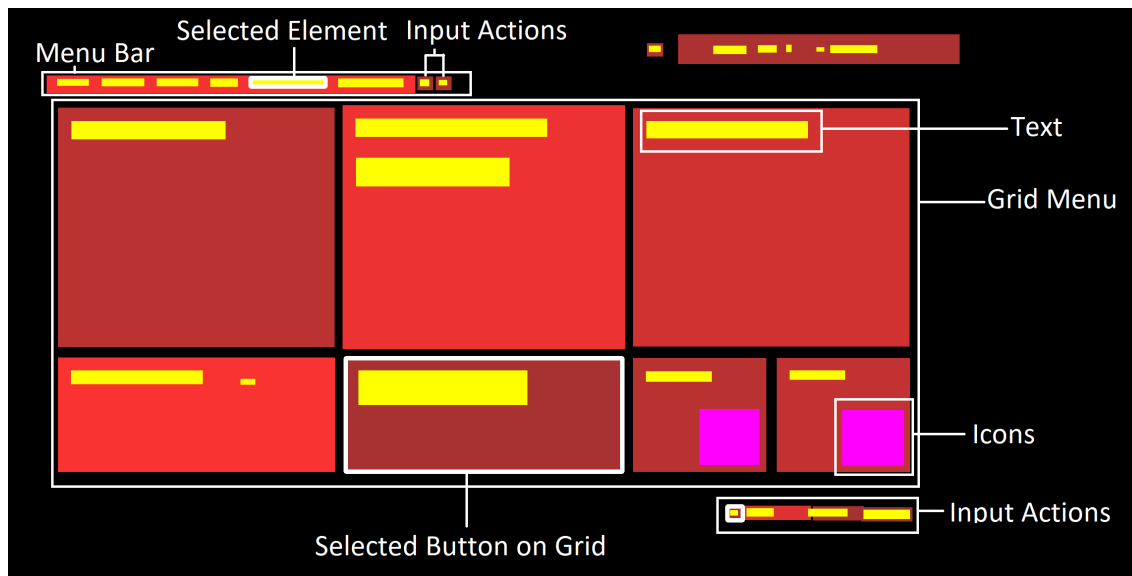 Selected Element
Input Actions
Menu Bar
Text
Grid Menu
Icons
Input Actions
Selected Button on Grid